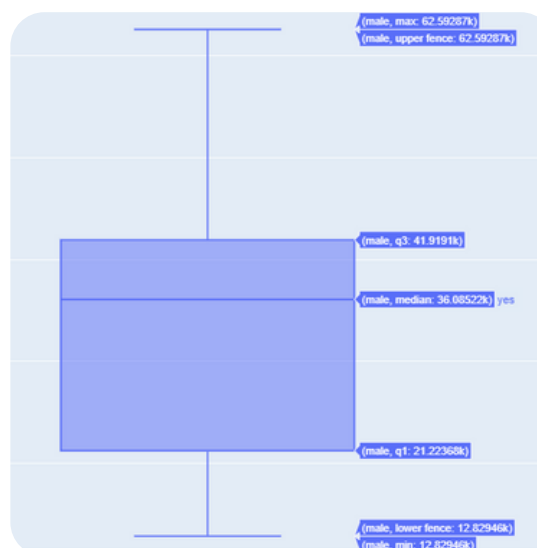 (male, max: 62.59287k)
(male, upper fence: 62.59287k)
(male, q3: 41.9191k)
(male, median: 36.08522k) yes
(male, q1: 21.22368k)
(male, lower fence: 12.82946k)
(male, min: 12.82946k)